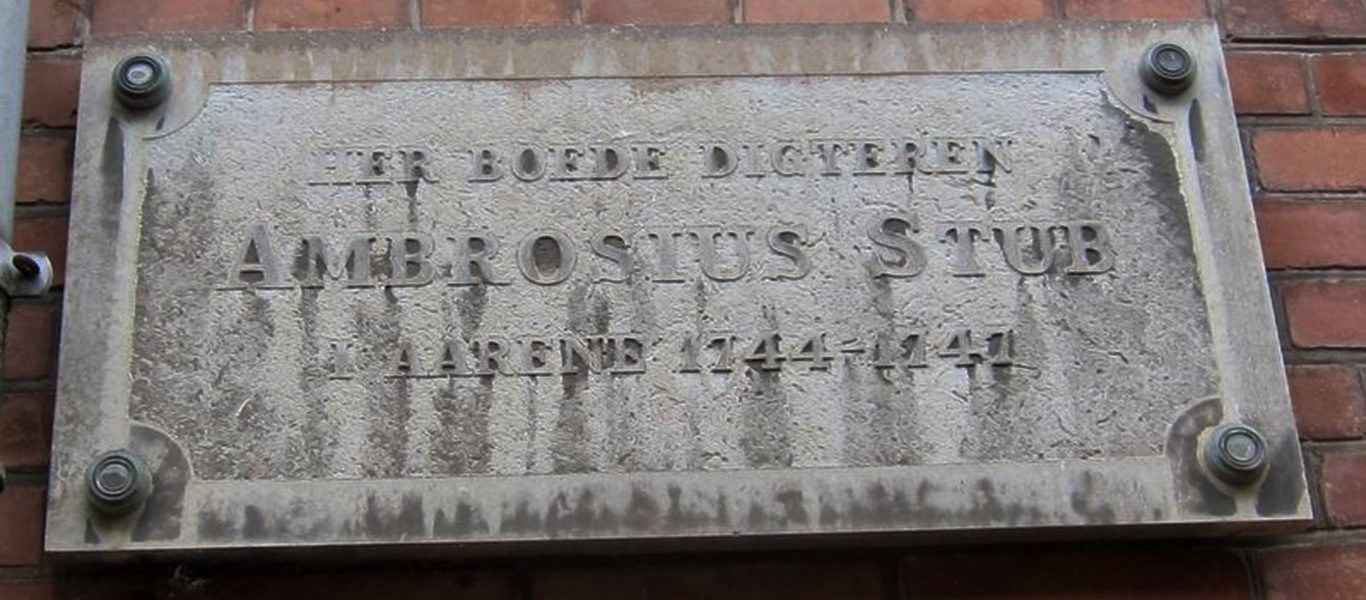 HER BOEDE DIGTEREN
AMBROSIUS STUB
I AARENE 1744-1747